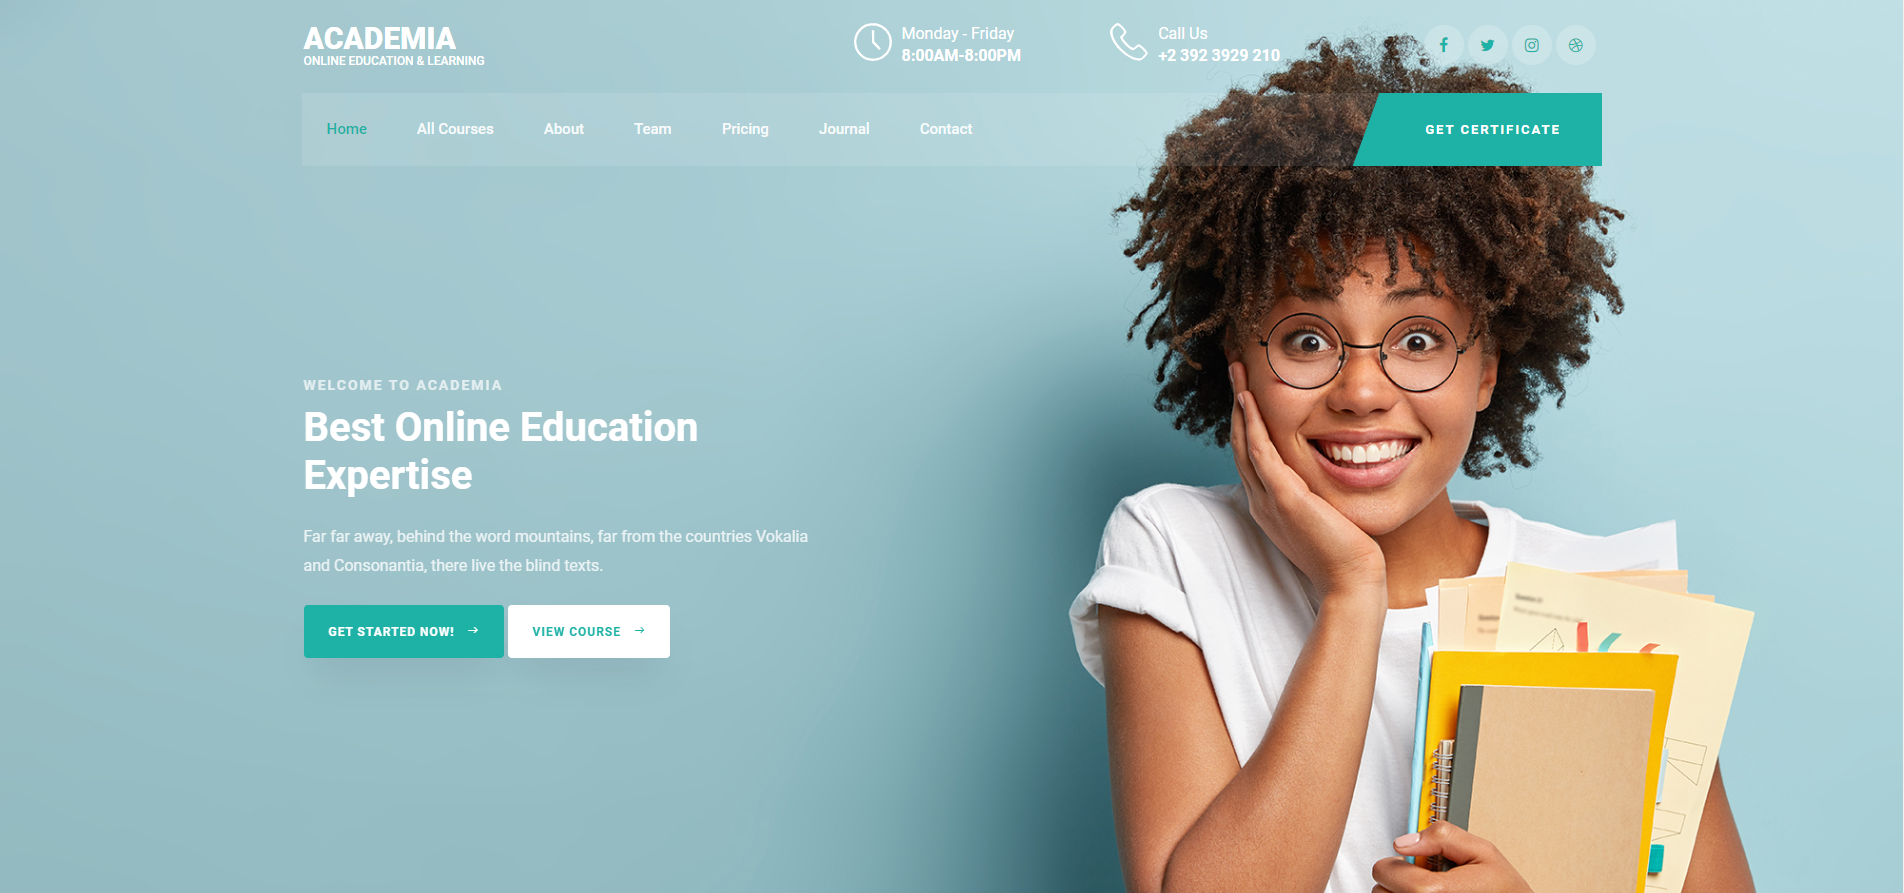 ACADEMIA
ONLINE EDUCATION & LEARNING
Monday - Friday
8:00AM-8:00PM
Call Us
+2 392 3929 210
Home
All Courses
About
Team
Pricing
Journal
Contact
GET CERTIFICATE
WELCOME TO ACADEMIA
Best Online Education
Expertise
Far far away, behind the word mountains, far from the countries Vokalia
and Consonantia, there live the blind texts.
GET STARTED NOW!
VIEW COURSE